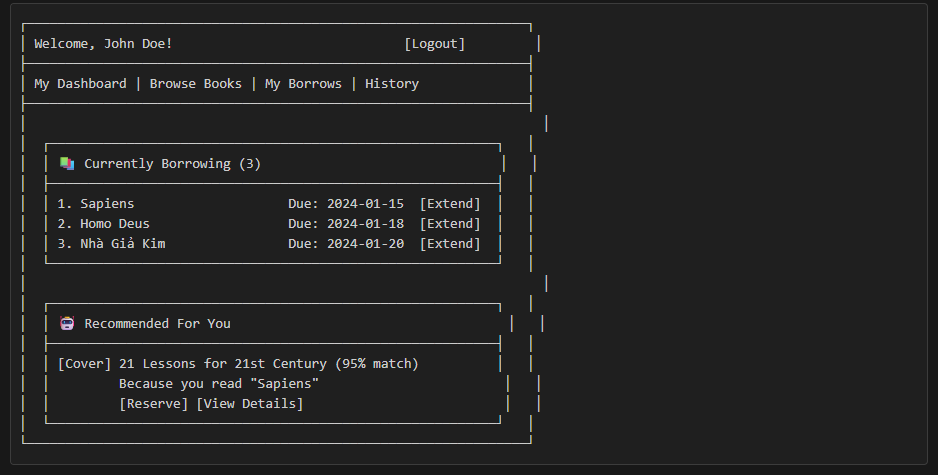 Welcome, John Doe! [Logout]
My Dashboard | Browse Books | My Borrows | History
📚 Currently Borrowing (3)
1. Sapiens Due: 2024-01-15 [Extend]
2. Homo Deus Due: 2024-01-18 [Extend]
3. Nhà Giả Kim Due: 2024-01-20 [Extend]
🤖 Recommended For You
[Cover] 21 Lessons for 21st Century (95% match)
Because you read "Sapiens"
[Reserve] [View Details]